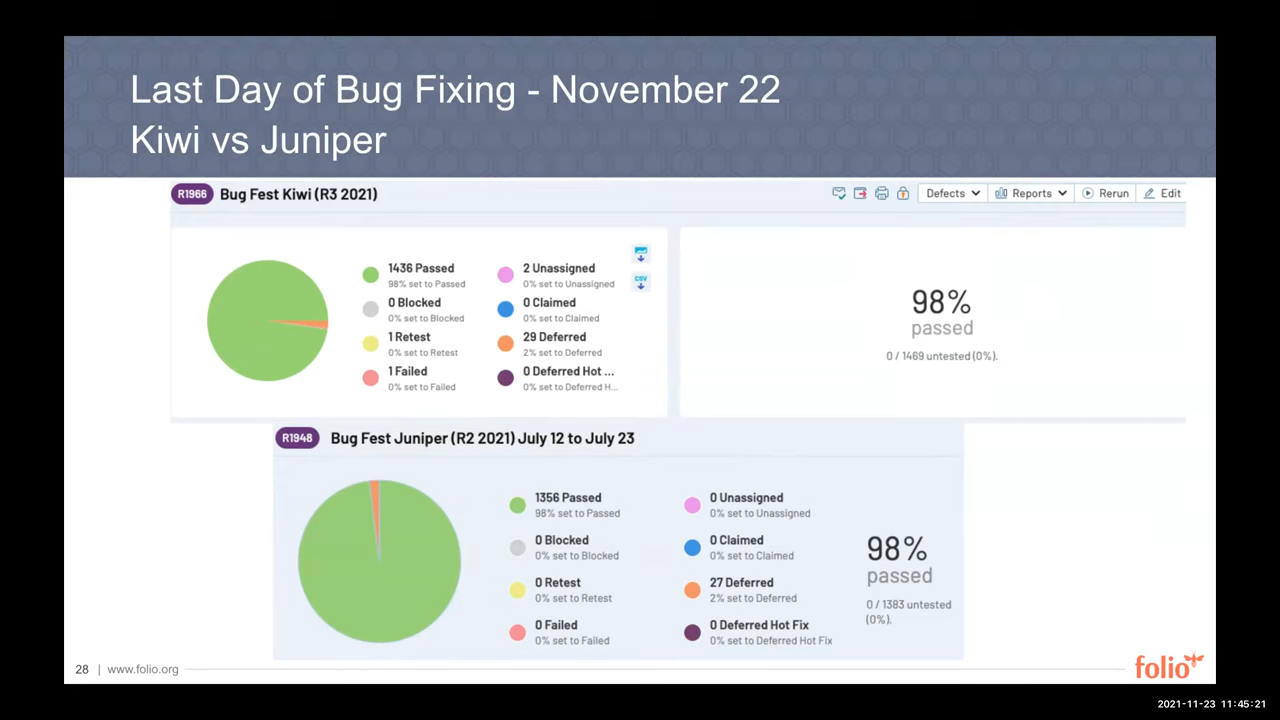 Last Day of Bug Fixing - November 22
Kiwi vs Juniper
R1966 Bug Fest Kiwi (R3 2021)
Defects Reports Rerun Edit
1436 Passed
98% set to Passed
0 Blocked
0% set to Blocked
1 Retest
0% set to Retest
1 Failed
0% set to Failed
2 Unassigned
0% set to Unassigned
0 Claimed
0% set to Claimed
29 Deferred
2% set to Deferred
0 Deferred Hot ...
0% set to Deferred H...
CSV
98%
passed
0 / 1469 untested (0%).
R1948 Bug Fest Juniper (R2 2021) July 12 to July 23
1356 Passed
98% set to Passed
0 Blocked
0% set to Blocked
0 Retest
0% set to Retest
0 Failed
0% set to Failed
0 Unassigned
0% set to Unassigned
0 Claimed
0% set to Claimed
27 Deferred
2% set to Deferred
0 Deferred Hot Fix
0% set to Deferred Hot Fix
98%
passed
0 / 1383 untested
(0%).
28 | www.folio.org
folio
2021-11-23 11:45:21